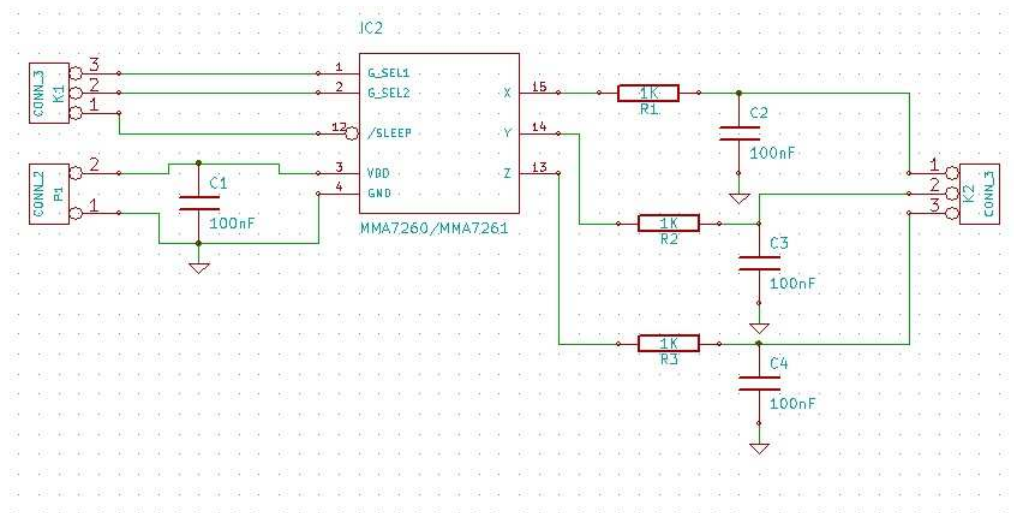 IC2
CONN_3
K1
3
2
1
1
2
12
3
4
G_SEL1
G_SEL2
/SLEEP
VDD
GND
X
Y
Z
15
14
13
MMA7260/MMA7261
CONN_2
P1
2
1
C1
100nF
1K
R1
C2
100nF
1K
R2
C3
100nF
1K
R3
C4
100nF
1
2
3
K2
CONN_3